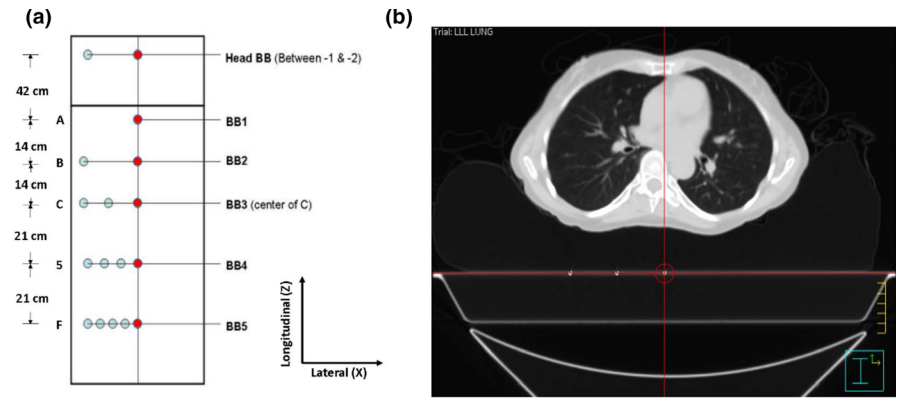 (a)
Head BB (Between -1 & -2)
42 cm
A
BB1
14 cm
B
BB2
14 cm
C
BB3 (center of C)
21 cm
5
BB4
21 cm
F
BB5
Longitudinal (Z)
Lateral (X)
(b)
Trial: LLL LUNG